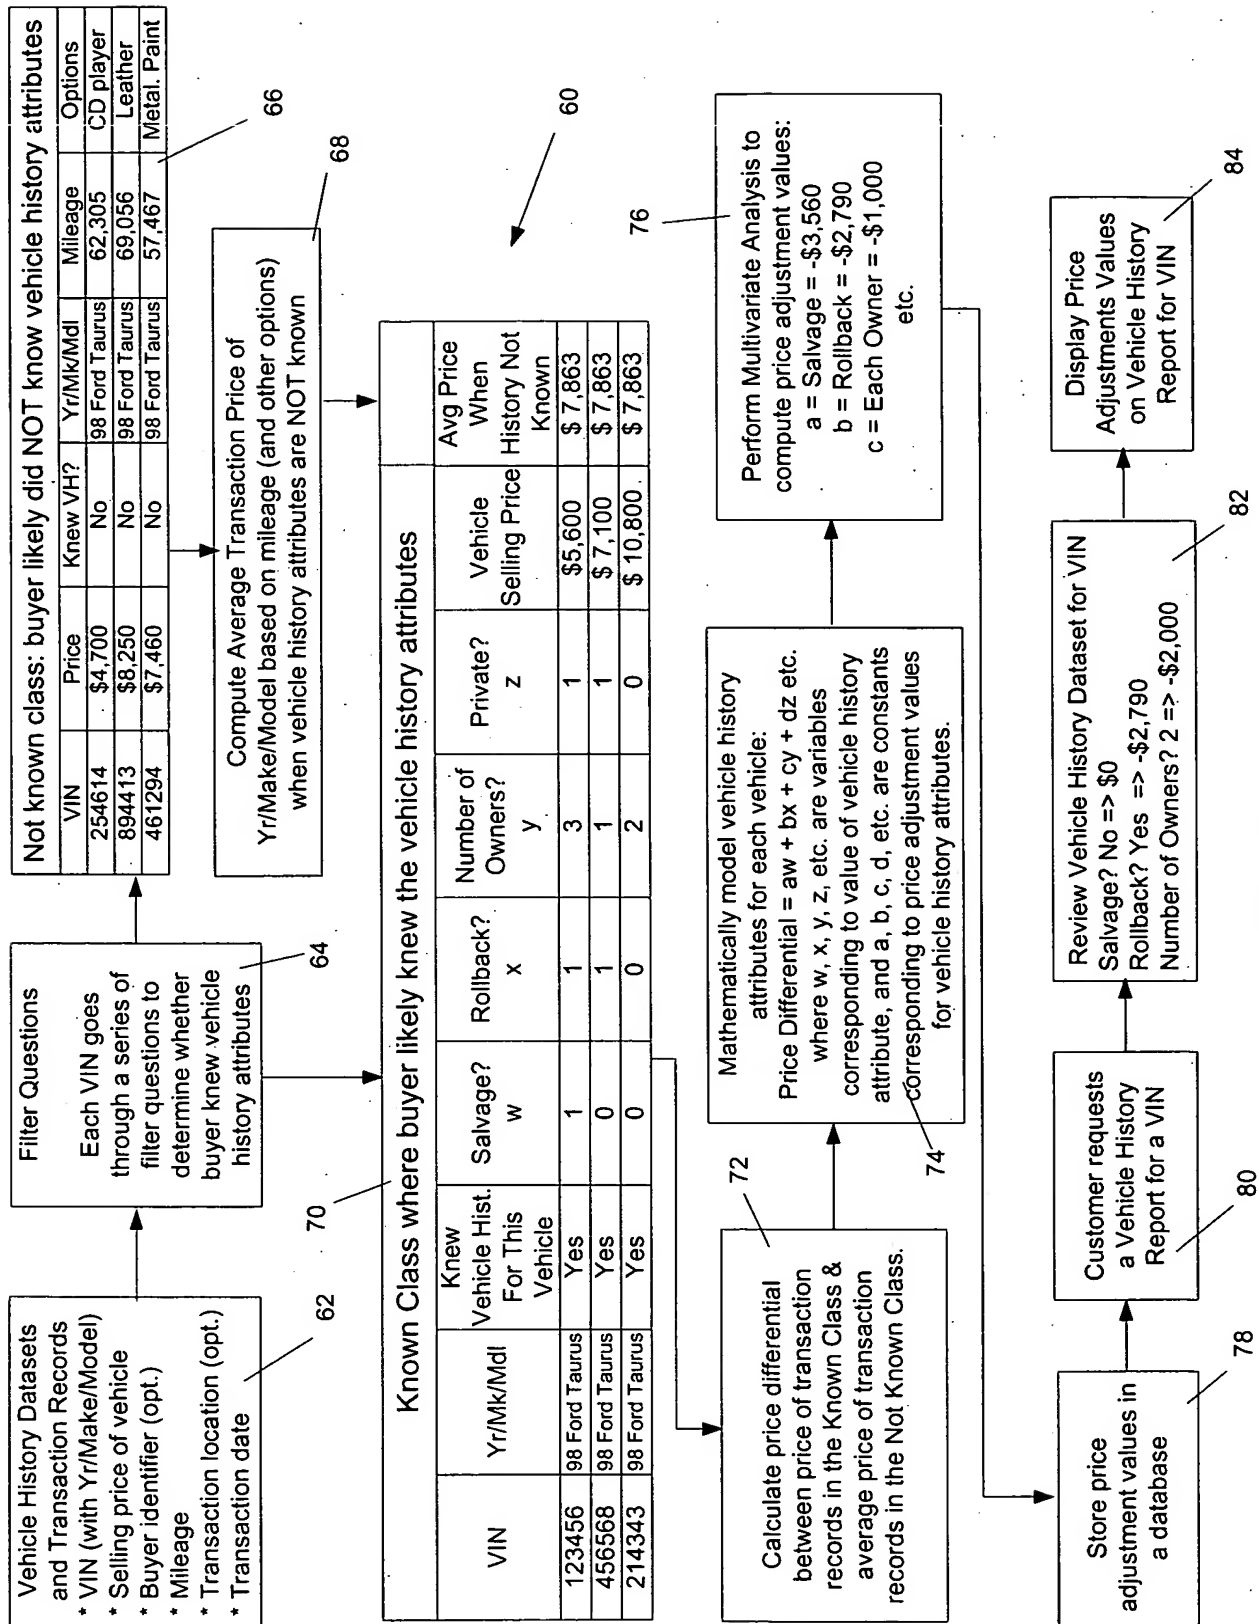 Vehicle History Datasets
and Transaction Records
* VIN (with Yr/Make/Model)
* Selling price of vehicle
* Buyer identifier (opt.)
* Mileage
* Transaction location (opt.)
* Transaction date
62
Filter Questions
Each VIN goes
through a series of
filter questions to
determine whether
buyer knew vehicle
history attributes
64
Not known class: buyer likely did NOT know vehicle history attributes
VIN Price Knew VH? Yr/Mk/Mdl Mileage Options
254614 $4,700 No 98 Ford Taurus 62,305 CD player
894413 $8,250 No 98 Ford Taurus 69,056 Leather
461294 $7,460 No 98 Ford Taurus 57,467 Metal. Paint
66
Compute Average Transaction Price of
Yr/Make/Model based on mileage (and other options)
when vehicle history attributes are NOT known
68
60
70
Known Class where buyer likely knew the vehicle history attributes
VIN Yr/Mk/Mdl Knew Vehicle Hist. For This Vehicle Salvage? w Rollback? x Number of Owners? y Private? z Vehicle Selling Price Avg Price When History Not Known
123456 98 Ford Taurus Yes 1 1 3 1 $5,600 $ 7,863
456568 98 Ford Taurus Yes 0 1 1 1 $ 7,100 $ 7,863
214343 98 Ford Taurus Yes 0 0 2 0 $ 10,800 $ 7,863
72
Calculate price differential
between price of transaction
records in the Known Class &
average price of transaction
records in the Not Known Class.
Mathematically model vehicle history
attributes for each vehicle:
Price Differential = aw + bx + cy + dz etc.
where w, x, y, z, etc. are variables
corresponding to value of vehicle history
attribute, and a, b, c, d, etc. are constants
corresponding to price adjustment values
for vehicle history attributes.
74
76
Perform Multivariate Analysis to
compute price adjustment values:
a = Salvage = -$3,560
b = Rollback = -$2,790
c = Each Owner = -$1,000
etc.
Store price
adjustment values in
a database
78
Customer requests
a Vehicle History
Report for a VIN
80
Review Vehicle History Dataset for VIN
Salvage? No => $0
Rollback? Yes => -$2,790
Number of Owners? 2 => -$2,000
82
Display Price
Adjustments Values
on Vehicle History
Report for VIN
84